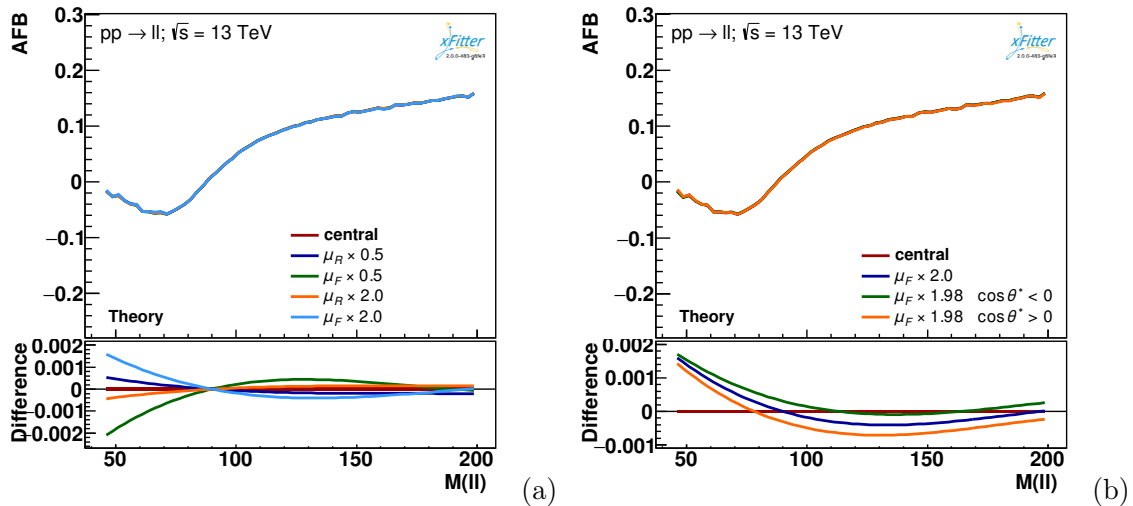 AFB
0.3
0.2
0.1
0
−0.1
−0.2
pp → ll; √s = 13 TeV
xFitter
central
μR × 0.5
μF × 0.5
μR × 2.0
μF × 2.0
Theory
Difference
0.002
0.001
0
−0.001
−0.002
50 100 150 200
M(ll)
(a)
AFB
0.3
0.2
0.1
0
−0.1
−0.2
pp → ll; √s = 13 TeV
xFitter
central
μF × 2.0
μF × 1.98 cos θ* < 0
μF × 1.98 cos θ* > 0
Theory
Difference
0.002
0.001
0
−0.001
50 100 150 200
M(ll)
(b)